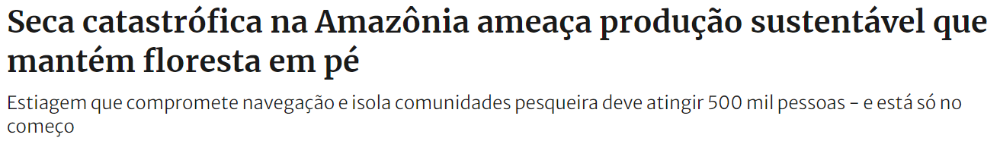 Seca catastrófica na Amazônia ameaça produção sustentável que
mantém floresta em pé
Estiagem que compromete navegação e isola comunidades pesqueira deve atingir 500 mil pessoas - e está só no
começo